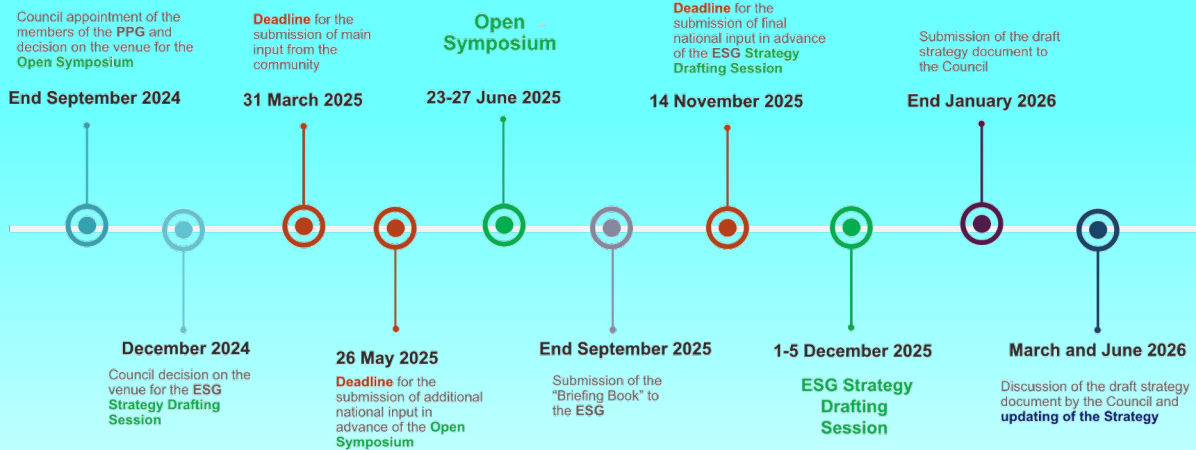 Council appointment of the
members of the PPG and
decision on the venue for the
Open Symposium
End September 2024
December 2024
Council decision on the
venue for the ESG
Strategy Drafting
Session
Deadline for the
submission of main
input from the
community
31 March 2025
26 May 2025
Deadline for the
submission of additional
national input in
advance of the Open
Symposium
Open
Symposium
23-27 June 2025
End September 2025
Submission of the
“Briefing Book” to
the ESG
Deadline for the
submission of final
national input in advance
of the ESG Strategy
Drafting Session
14 November 2025
1-5 December 2025
ESG Strategy
Drafting
Session
Submission of the draft
strategy document to
the Council
End January 2026
March and June 2026
Discussion of the draft strategy
document by the Council and
updating of the Strategy